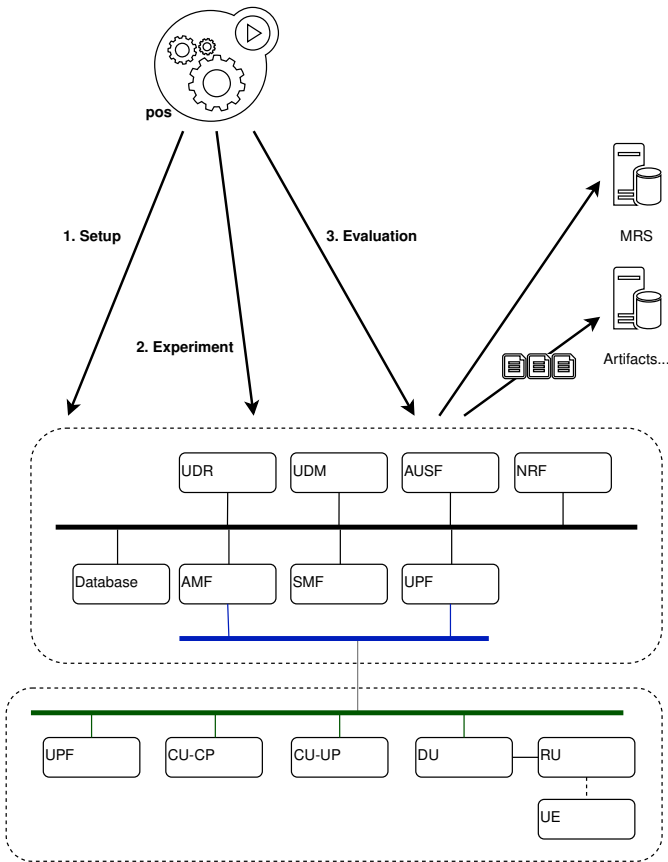 pos
1. Setup
3. Evaluation
MRS
2. Experiment
Artifacts...
UDR
UDM
AUSF
NRF
Database
AMF
SMF
UPF
UPF
CU-CP
CU-UP
DU
RU
UE